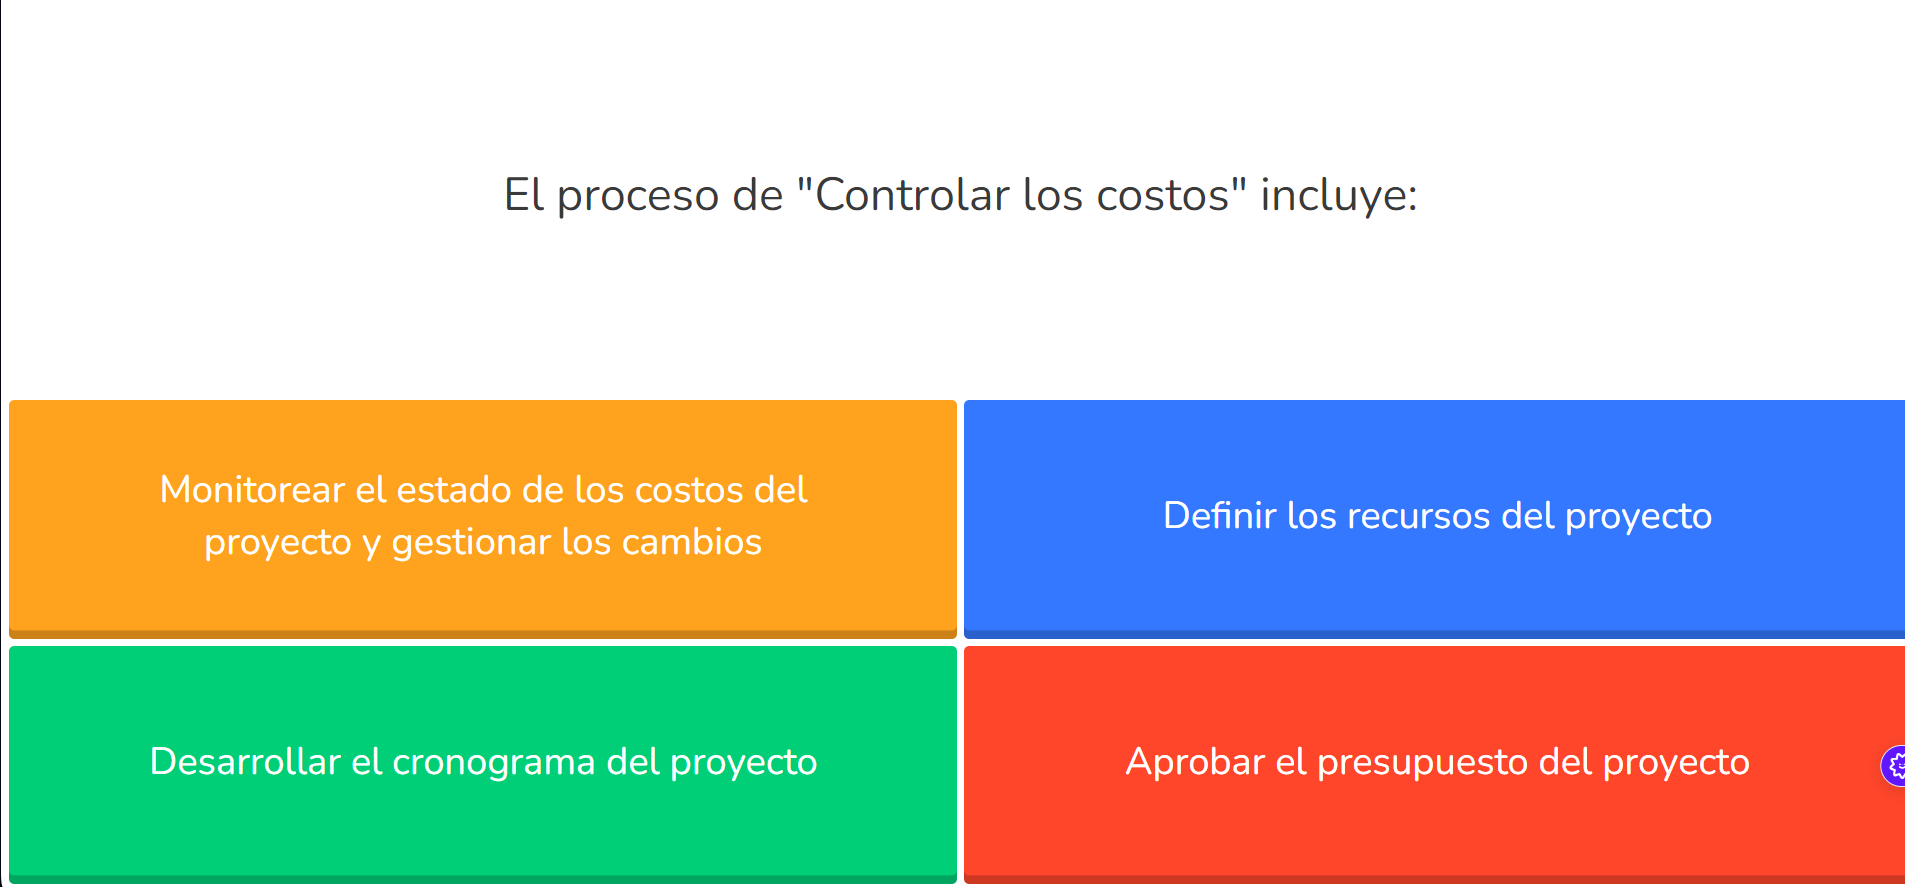 El proceso de "Controlar los costos" incluye:
Monitorear el estado de los costos del
proyecto y gestionar los cambios
Definir los recursos del proyecto
Desarrollar el cronograma del proyecto
Aprobar el presupuesto del proyecto